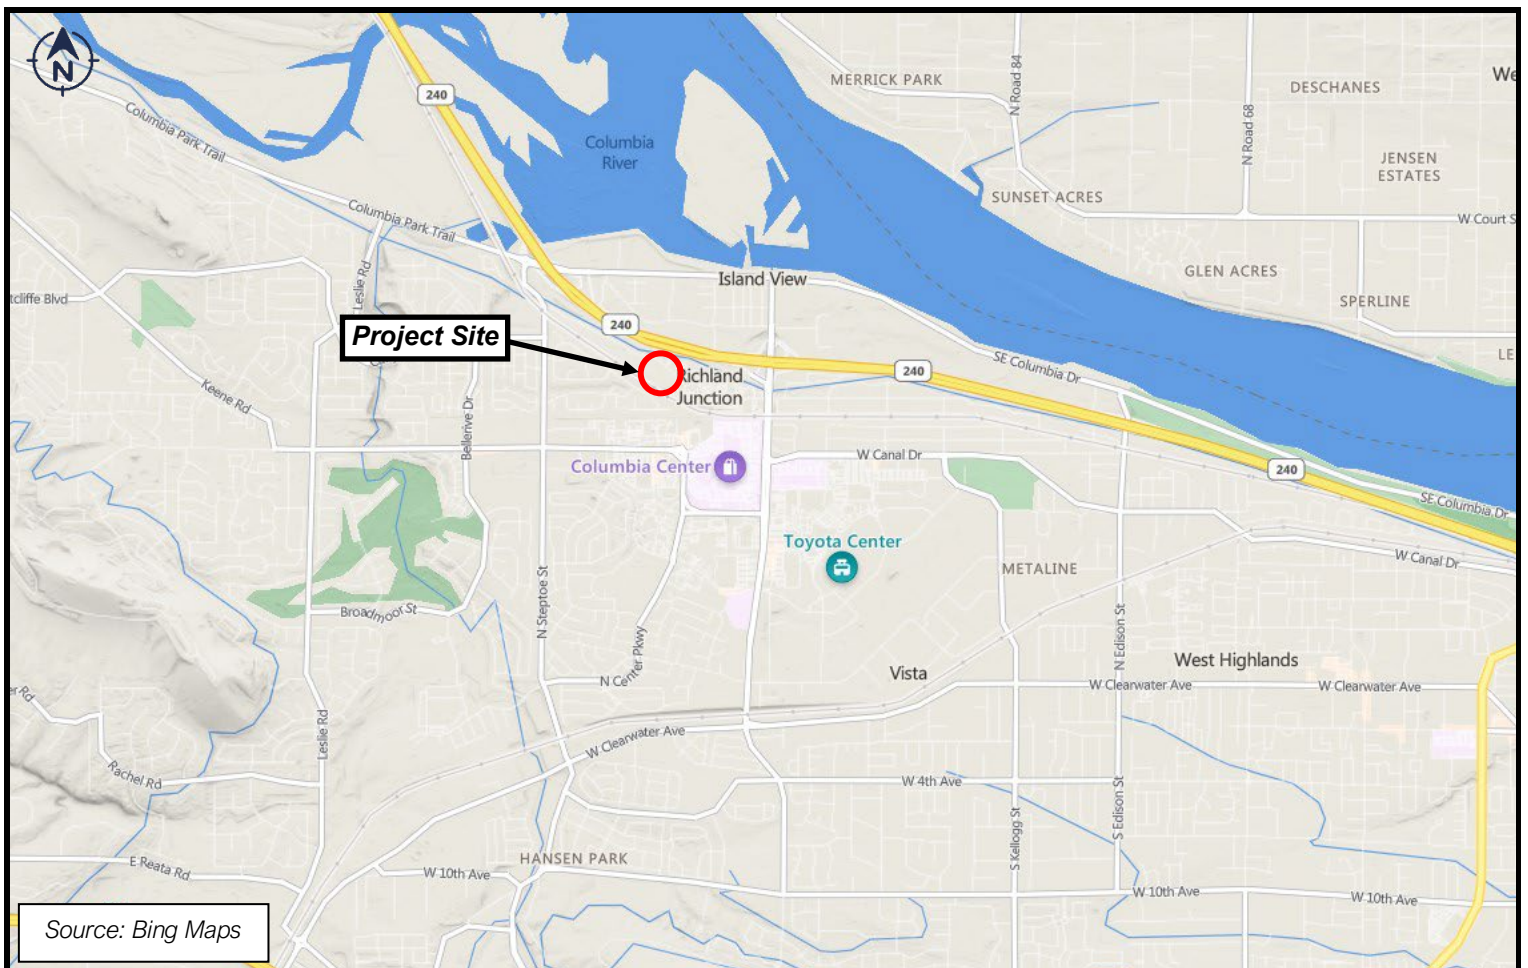 N
MERRICK PARK
N Road 84
DESCHANES
We
240
Columbia Park Trail
Columbia
River
N Road 68
JENSEN
ESTATES
SUNSET ACRES
Columbia Park Trail
W Court S
Leslie Rd
Island View
GLEN ACRES
tcliffe Blvd
SPERLINE
240
Project Site
SE Columbia Dr
LE
240
Richland
Junction
Keene Rd
Bellerive Dr
W Canal Dr
Columbia Center
240
SE Columbia Dr
Toyota Center
W Canal Dr
METALINE
N Steptoe St
Broadmoor St
N Edison St
N Center Pkwy
West Highlands
Vista
W Clearwater Ave
W Clearwater Ave
er Rd
Leslie Rd
W Clearwater Ave
Rachel Rd
W 4th Ave
S Edison St
S Kellogg St
HANSEN PARK
E Reata Rd
W 10th Ave
W 10th Ave
W 10th Ave
Source: Bing Maps